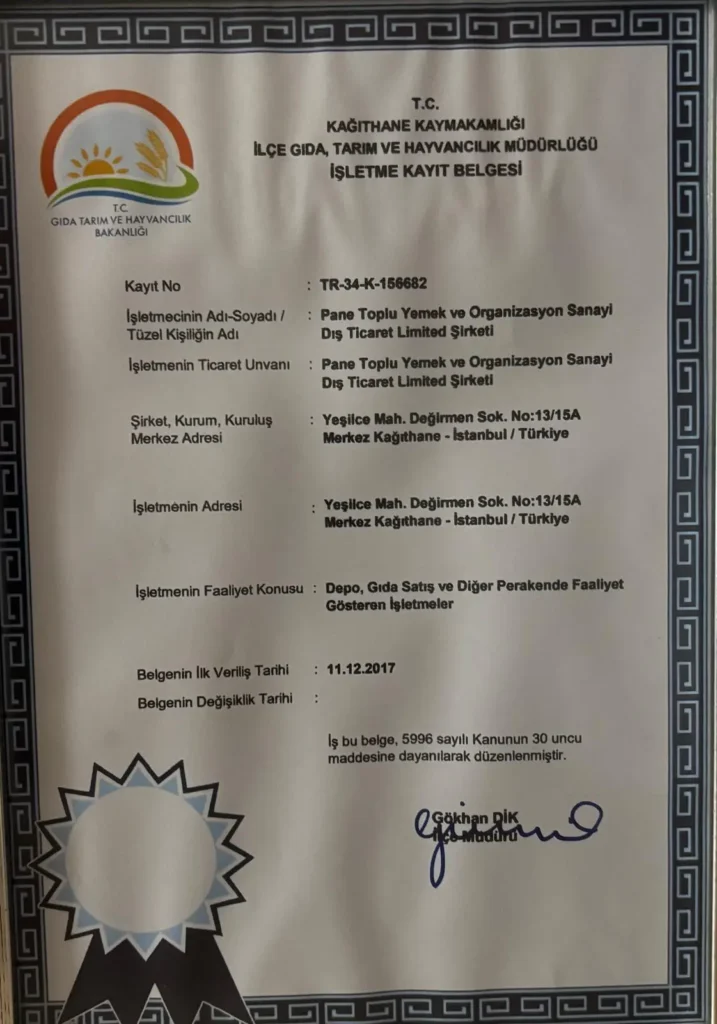 T.C.
KAĞITHANE KAYMAKAMLIĞI
İLÇE GIDA, TARIM VE HAYVANCILIK MÜDÜRLÜĞÜ
İŞLETME KAYIT BELGESİ
T.C.
GIDA TARIM VE HAYVANCILIK
BAKANLIĞI
Kayıt No : TR-34-K-156682
İşletmecinin Adı-Soyadı / : Pane Toplu Yemek ve Organizasyon Sanayi
Tüzel Kişiliğin Adı Dış Ticaret Limited Şirketi
İşletmenin Ticaret Unvanı : Pane Toplu Yemek ve Organizasyon Sanayi
Dış Ticaret Limited Şirketi
Şirket, Kurum, Kuruluş : Yeşilce Mah. Değirmen Sok. No:13/15A
Merkez Adresi Merkez Kağıthane - İstanbul / Türkiye
İşletmenin Adresi : Yeşilce Mah. Değirmen Sok. No:13/15A
Merkez Kağıthane - İstanbul / Türkiye
İşletmenin Faaliyet Konusu : Depo, Gıda Satış ve Diğer Perakende Faaliyet
Gösteren İşletmeler
Belgenin İlk Veriliş Tarihi : 11.12.2017
Belgenin Değişiklik Tarihi :
İş bu belge, 5996 sayılı Kanunun 30 uncu
maddesine dayanılarak düzenlenmiştir.
Gökhan DİK
İlçe Müdürü